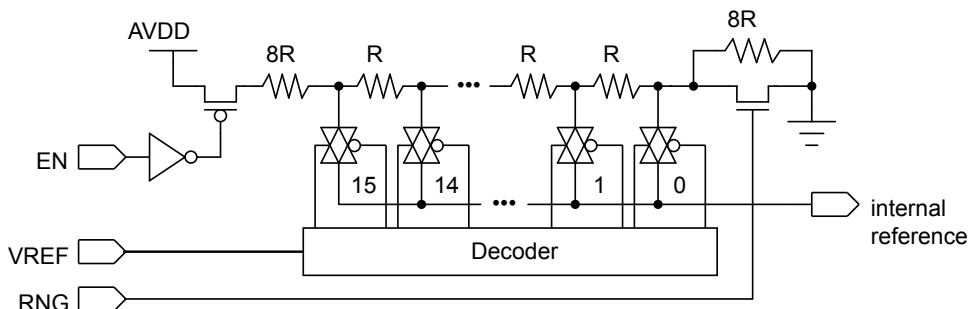 8R
AVDD
8R R ••• R R
EN
15 14 1 0
•••
internal
reference
VREF
Decoder
RNG